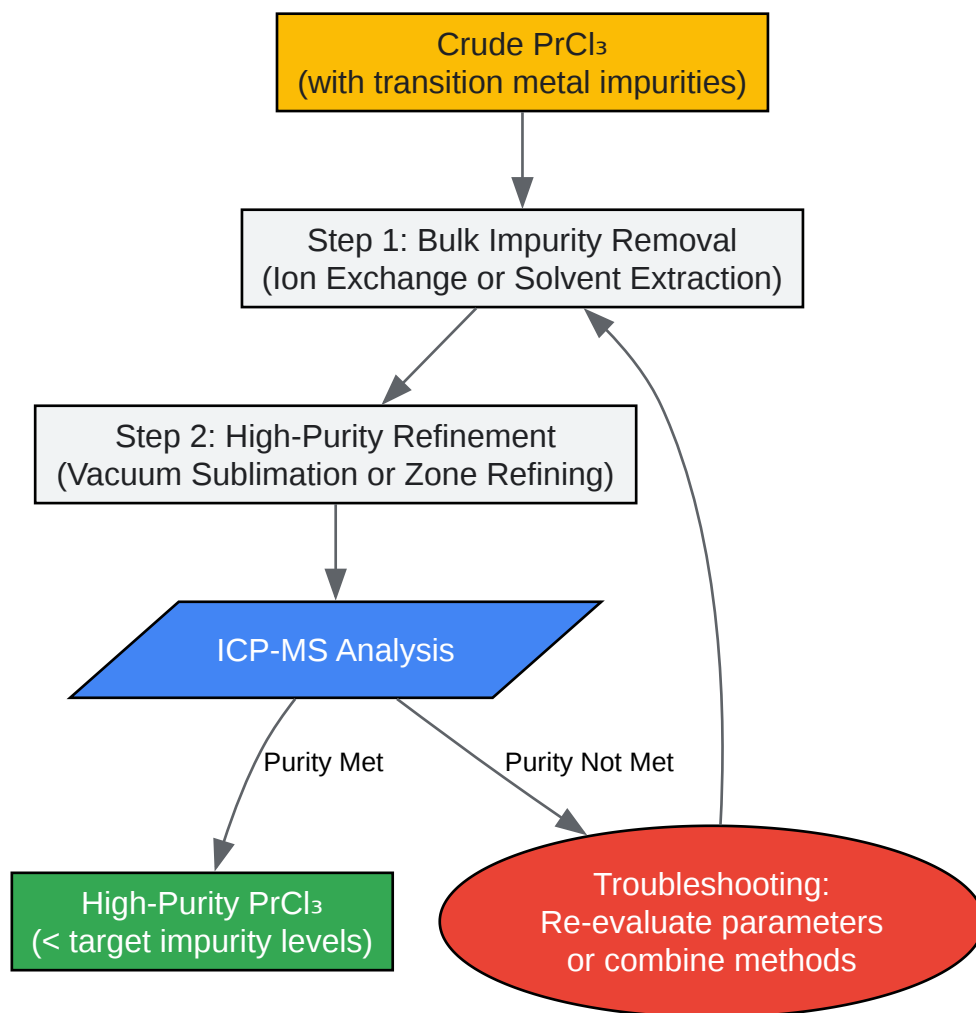 Crude PrCl₃
(with transition metal impurities)
Step 1: Bulk Impurity Removal
(Ion Exchange or Solvent Extraction)
Step 2: High-Purity Refinement
(Vacuum Sublimation or Zone Refining)
ICP-MS Analysis
Purity Met
Purity Not Met
High-Purity PrCl₃
(< target impurity levels)
Troubleshooting:
Re-evaluate parameters
or combine methods